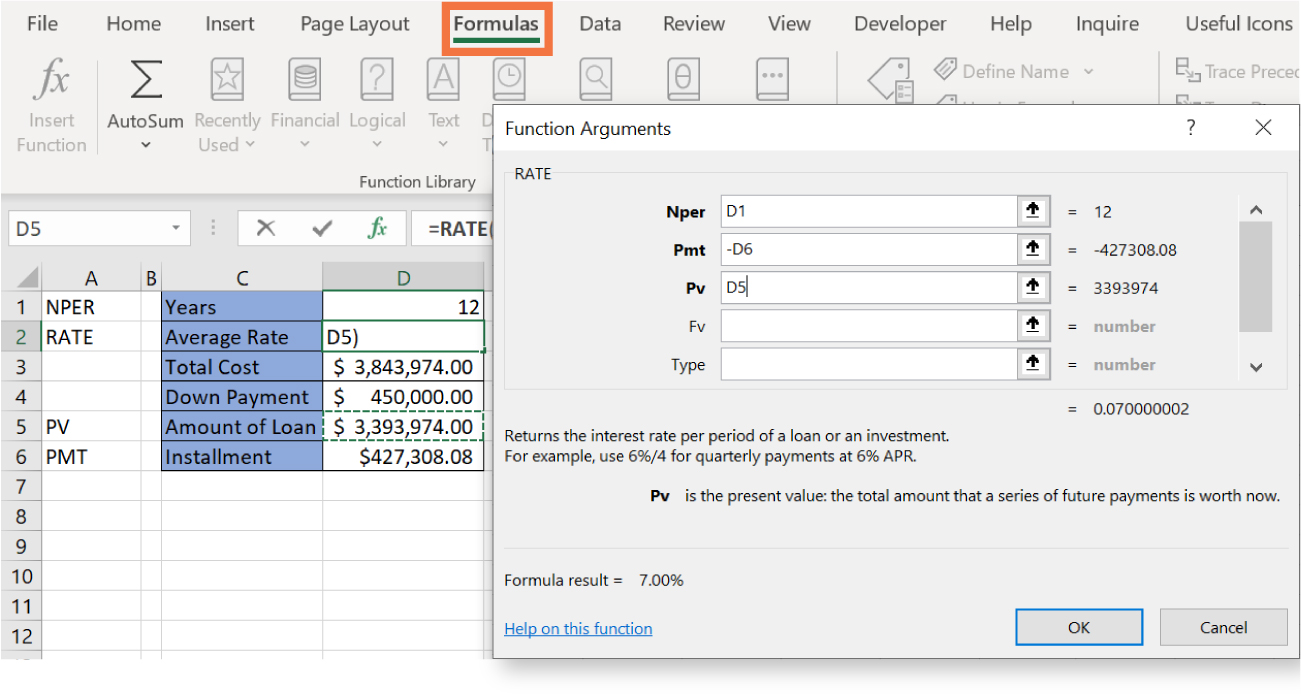 File Home Insert Page Layout Formulas Data Review View Developer Help Inquire Useful Icons
fx Σ ? A θ Define Name Trace Prece
Insert Function AutoSum Recently Used Financial Logical Text
Function Library
D5 fx =RATE(
A B C D
1 NPER Years 12
2 RATE Average Rate D5)
3 Total Cost $ 3,843,974.00
4 Down Payment $ 450,000.00
5 PV Amount of Loan $ 3,393,974.00
6 PMT Installment $427,308.08
7
8
9
10
11
12
Function Arguments ?
RATE
Nper D1 = 12
Pmt -D6 = -427308.08
Pv D5 = 3393974
Fv = number
Type = number
= 0.070000002
Returns the interest rate per period of a loan or an investment.
For example, use 6%/4 for quarterly payments at 6% APR.
Pv is the present value: the total amount that a series of future payments is worth now.
Formula result = 7.00%
Help on this function
OK Cancel